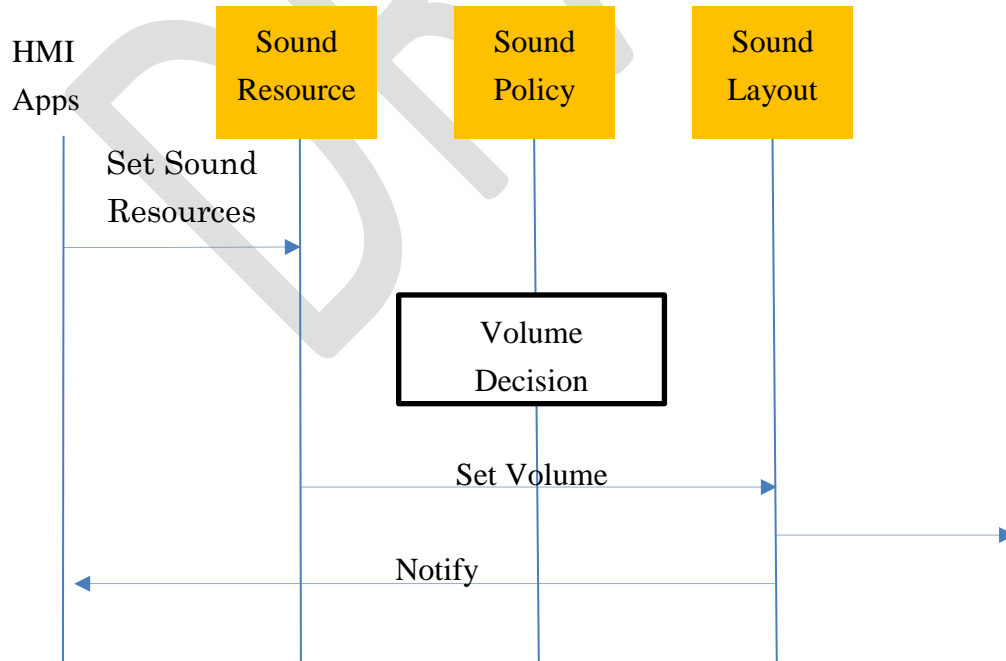 HMI
Apps
Sound
Resource
Sound
Policy
Sound
Layout
Set Sound
Resources
Volume
Decision
Set Volume
Notify